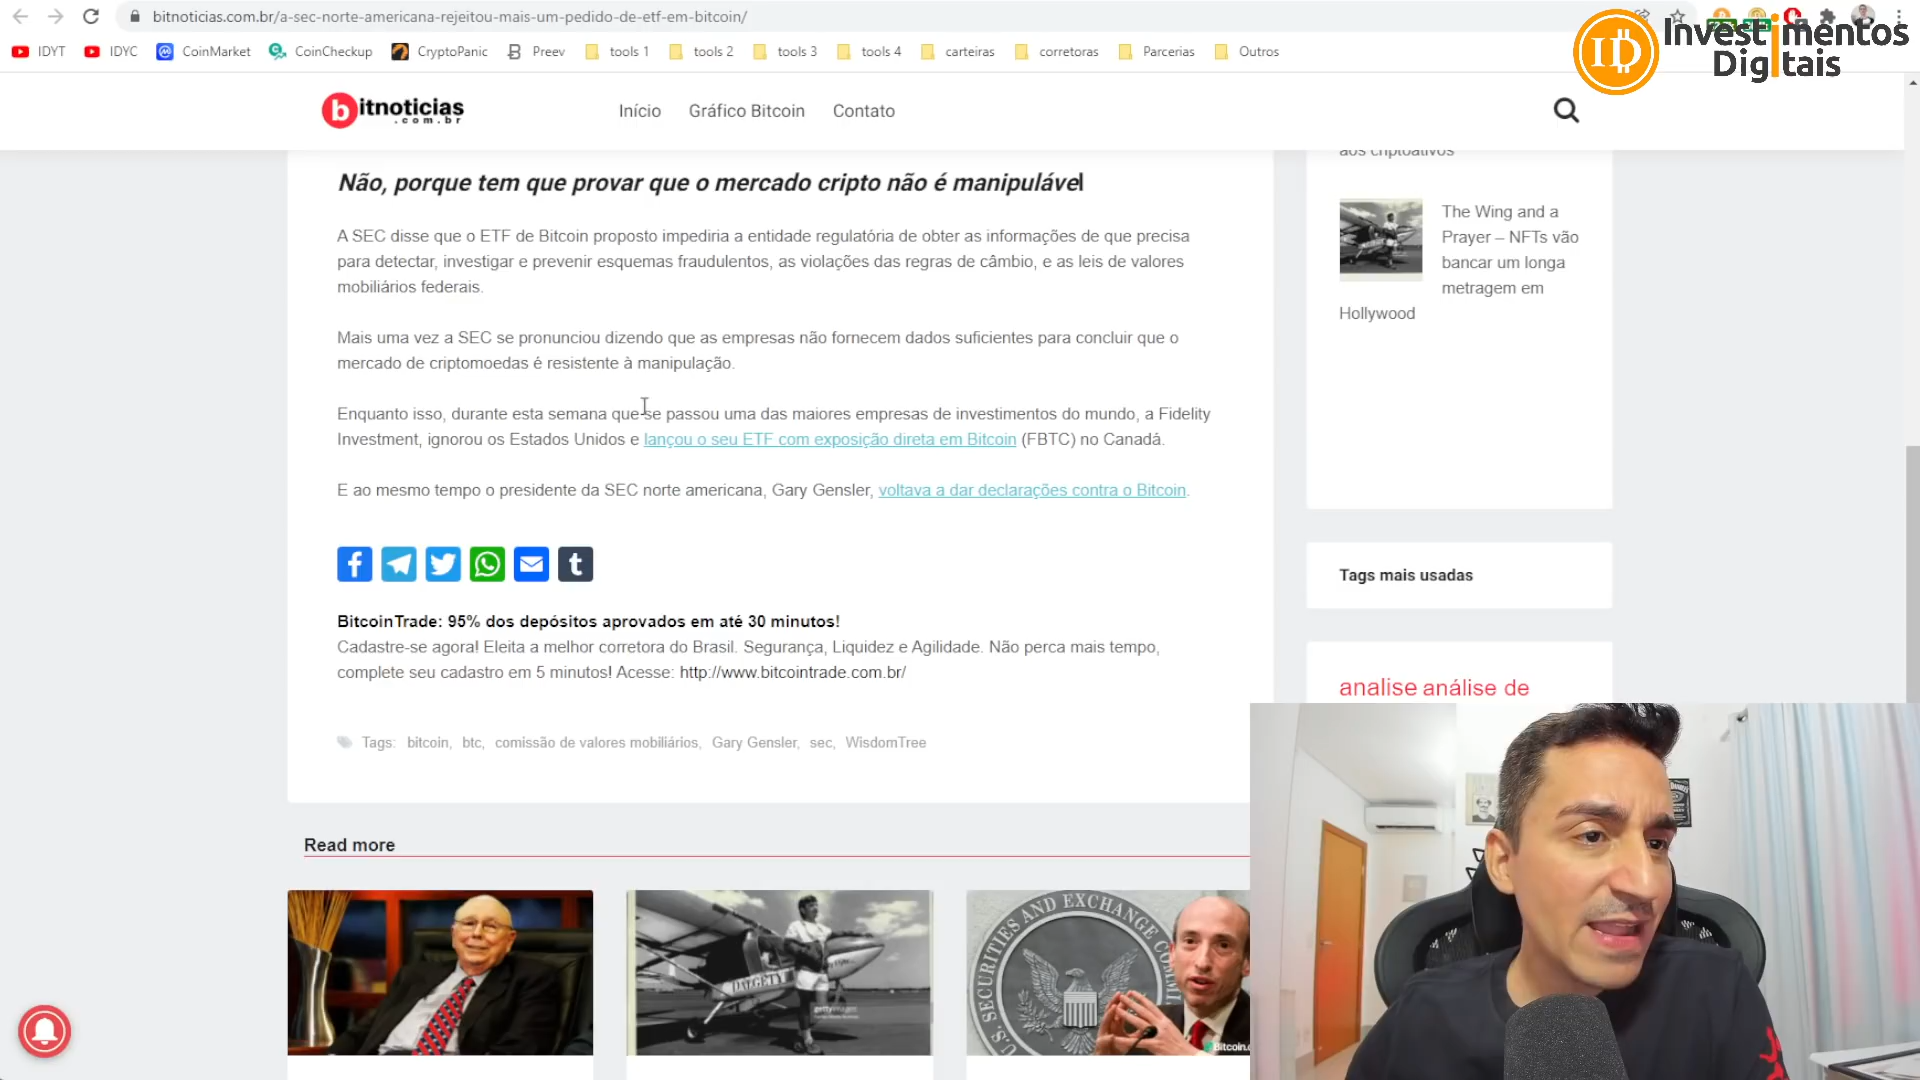 bitnoticias.com.br/a-sec-norte-americana-rejeitou-mais-um-pedido-de-etf-em-bitcoin/
IDYT IDYC CoinMarket CoinCheckup CryptoPanic Preev tools 1 tools 2 tools 3 tools 4 carteiras corretoras Parcerias Outros
Investimentos
Digitais
bitnoticias
.com.br
Início Gráfico Bitcoin Contato
Não, porque tem que provar que o mercado cripto não é manipulável
A SEC disse que o ETF de Bitcoin proposto impediria a entidade regulatória de obter as informações de que precisa
para detectar, investigar e prevenir esquemas fraudulentos, as violações das regras de câmbio, e as leis de valores
mobiliários federais.
Mais uma vez a SEC se pronunciou dizendo que as empresas não fornecem dados suficientes para concluir que o
mercado de criptomoedas é resistente à manipulação.
Enquanto isso, durante esta semana que se passou uma das maiores empresas de investimentos do mundo, a Fidelity
Investment, ignorou os Estados Unidos e lançou o seu ETF com exposição direta em Bitcoin (FBTC) no Canadá.
E ao mesmo tempo o presidente da SEC norte americana, Gary Gensler, voltava a dar declarações contra o Bitcoin.
BitcoinTrade: 95% dos depósitos aprovados em até 30 minutos!
Cadastre-se agora! Eleita a melhor corretora do Brasil. Segurança, Liquidez e Agilidade. Não perca mais tempo,
complete seu cadastro em 5 minutos! Acesse: http://www.bitcointrade.com.br/
Tags: bitcoin, btc, comissão de valores mobiliários, Gary Gensler, sec, WisdomTree
Read more
aos criptoativos
The Wing and a
Prayer – NFTs vão
bancar um longa
metragem em
Hollywood
Tags mais usadas
analise análise de
DALGETY
gettyimages
U.S. SECURITIES AND EXCHANGE COMMI
Bitcoin.